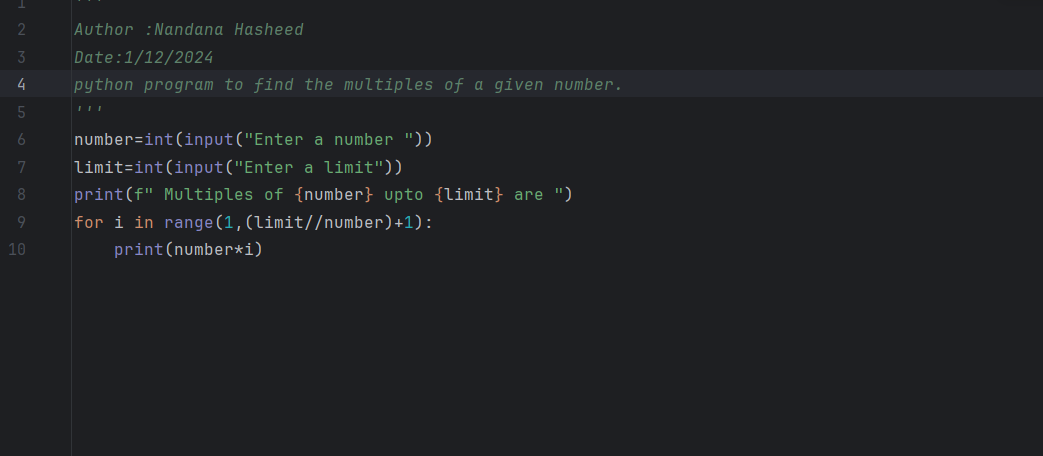 1 '''
2 Author :Nandana Hasheed
3 Date:1/12/2024
4 python program to find the multiples of a given number.
5 '''
6 number=int(input("Enter a number "))
7 limit=int(input("Enter a limit"))
8 print(f" Multiples of {number} upto {limit} are ")
9 for i in range(1,(limit//number)+1):
10     print(number*i)